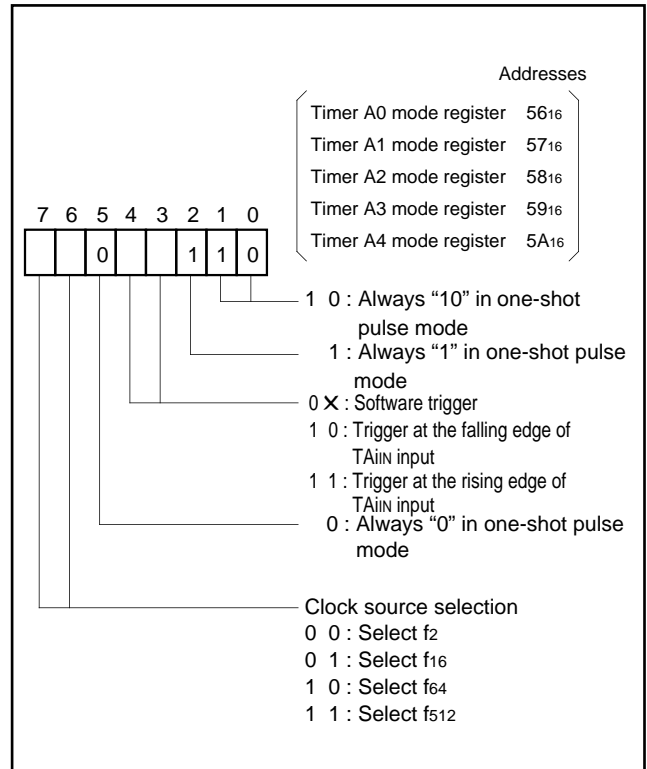 Addresses
Timer A0 mode register 5616
Timer A1 mode register 5716
Timer A2 mode register 5816
Timer A3 mode register 5916
Timer A4 mode register 5A16
7 6 5 4 3 2 1 0
0 1 1 0
1 0 : Always “10” in one-shot
pulse mode
1 : Always “1” in one-shot pulse
mode
0 × : Software trigger
1 0 : Trigger at the falling edge of
TAiIN input
1 1 : Trigger at the rising edge of
TAiIN input
0 : Always “0” in one-shot pulse
mode
Clock source selection
0 0 : Select f2
0 1 : Select f16
1 0 : Select f64
1 1 : Select f512